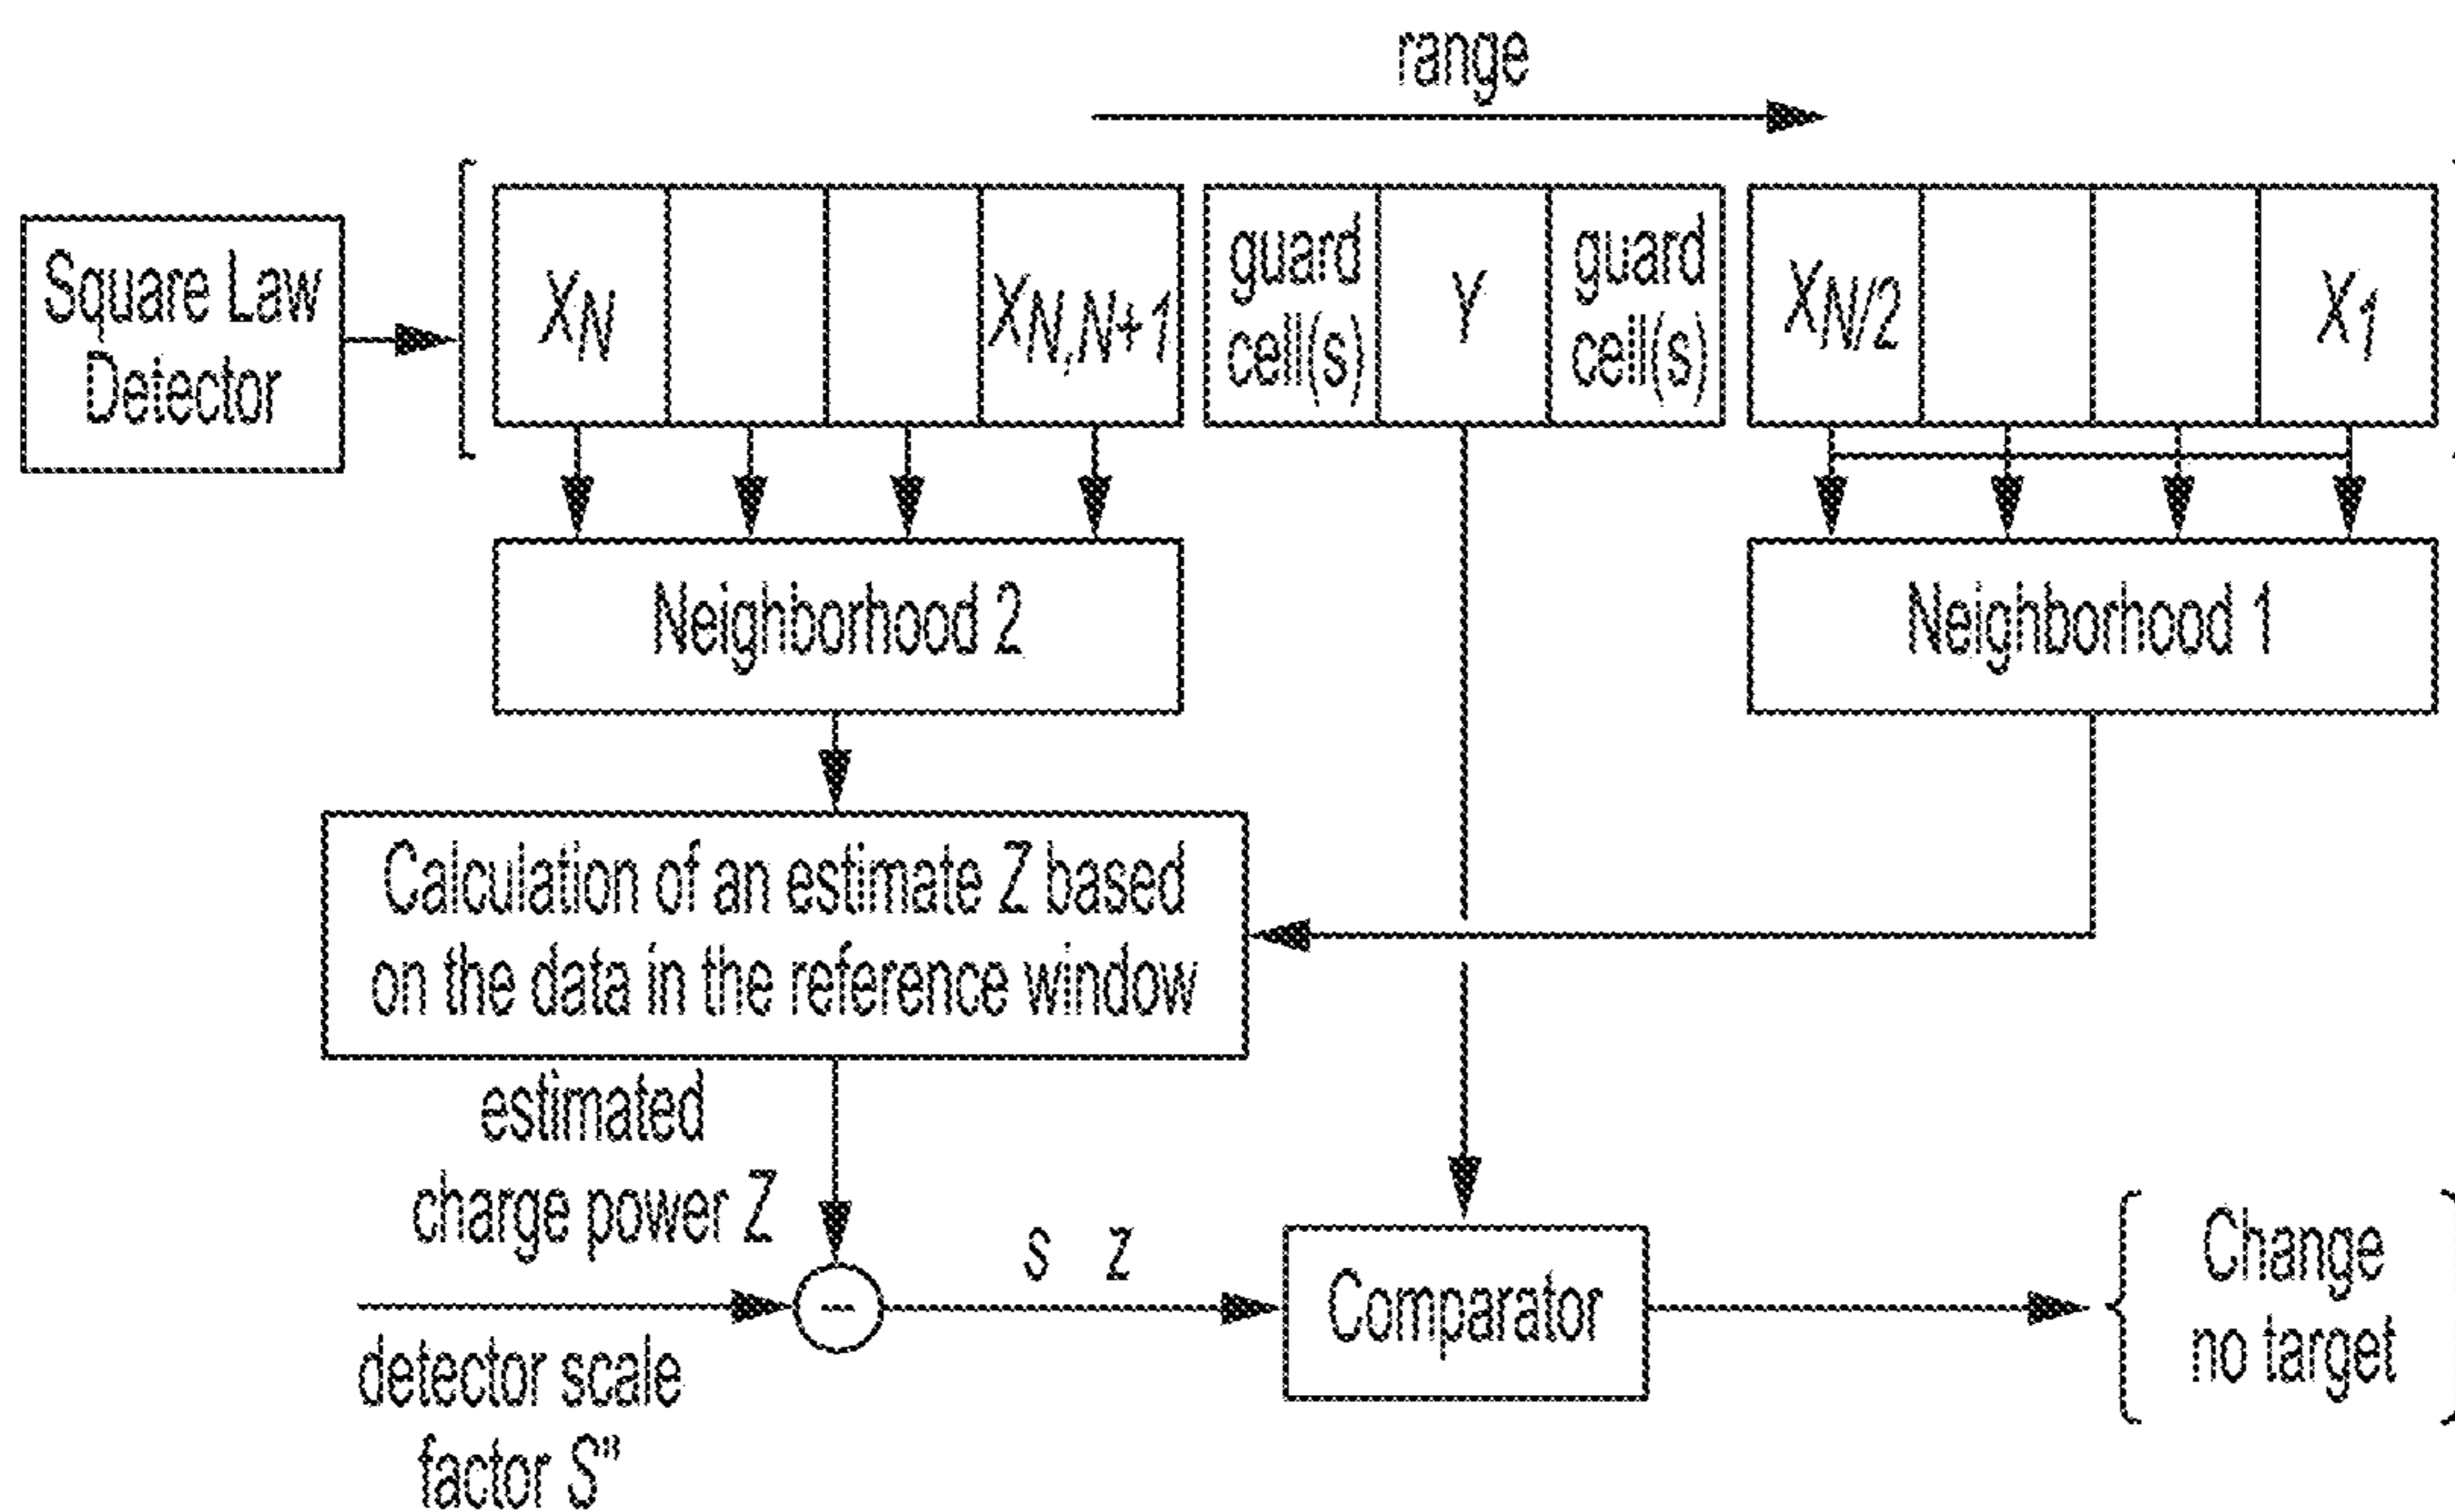 range
Square Law
Detector
XN
XN,N+1
guard
cell(s)
Y
guard
cell(s)
XN/2
X1
Neighborhood 2
Neighborhood 1
Calculation of an estimate Z based
on the data in the reference window
estimated
charge power Z
detector scale
factor S"
-
s z
Comparator
Change
no target